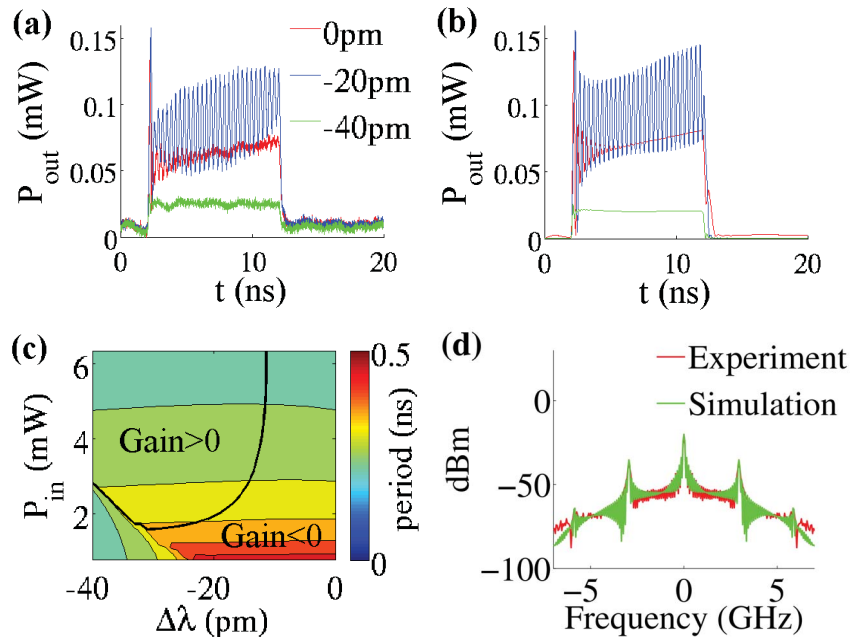 (a)
0pm
-20pm
-40pm
P_out (mW)
0.15
0.1
0.05
0
0 10 20
t (ns)
(b)
P_out (mW)
0.15
0.1
0.05
0
0 10 20
t (ns)
(c)
P_in (mW)
6
4
2
Gain>0
Gain<0
-40 -20 0
Δλ (pm)
0.5
0
period (ns)
(d)
Experiment
Simulation
dBm
0
−50
−100
−5 0 5
Frequency (GHz)